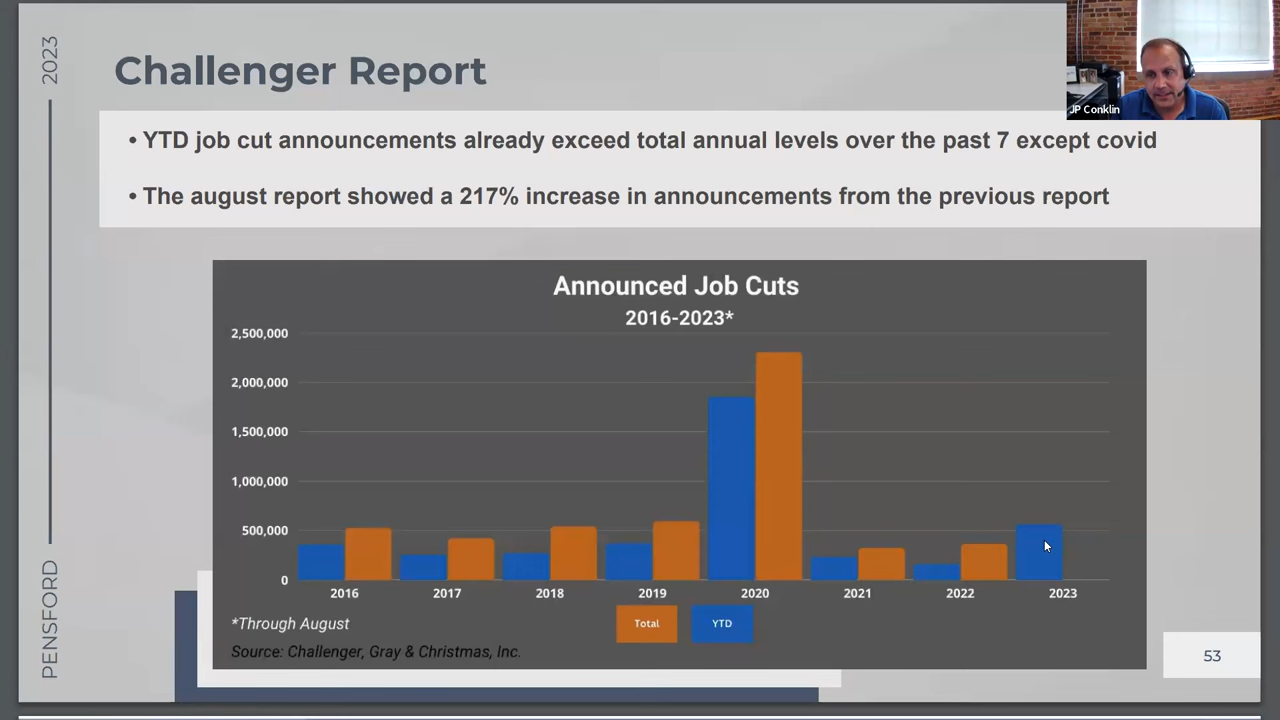 2023
PENSFORD
Challenger Report
JP Conklin
• YTD job cut announcements already exceed total annual levels over the past 7 except covid
• The august report showed a 217% increase in announcements from the previous report
Announced Job Cuts
2016-2023*
2,500,000
2,000,000
1,500,000
1,000,000
500,000
0
2016 2017 2018 2019 2020 2021 2022 2023
Total YTD
*Through August
Source: Challenger, Gray & Christmas, Inc.
53